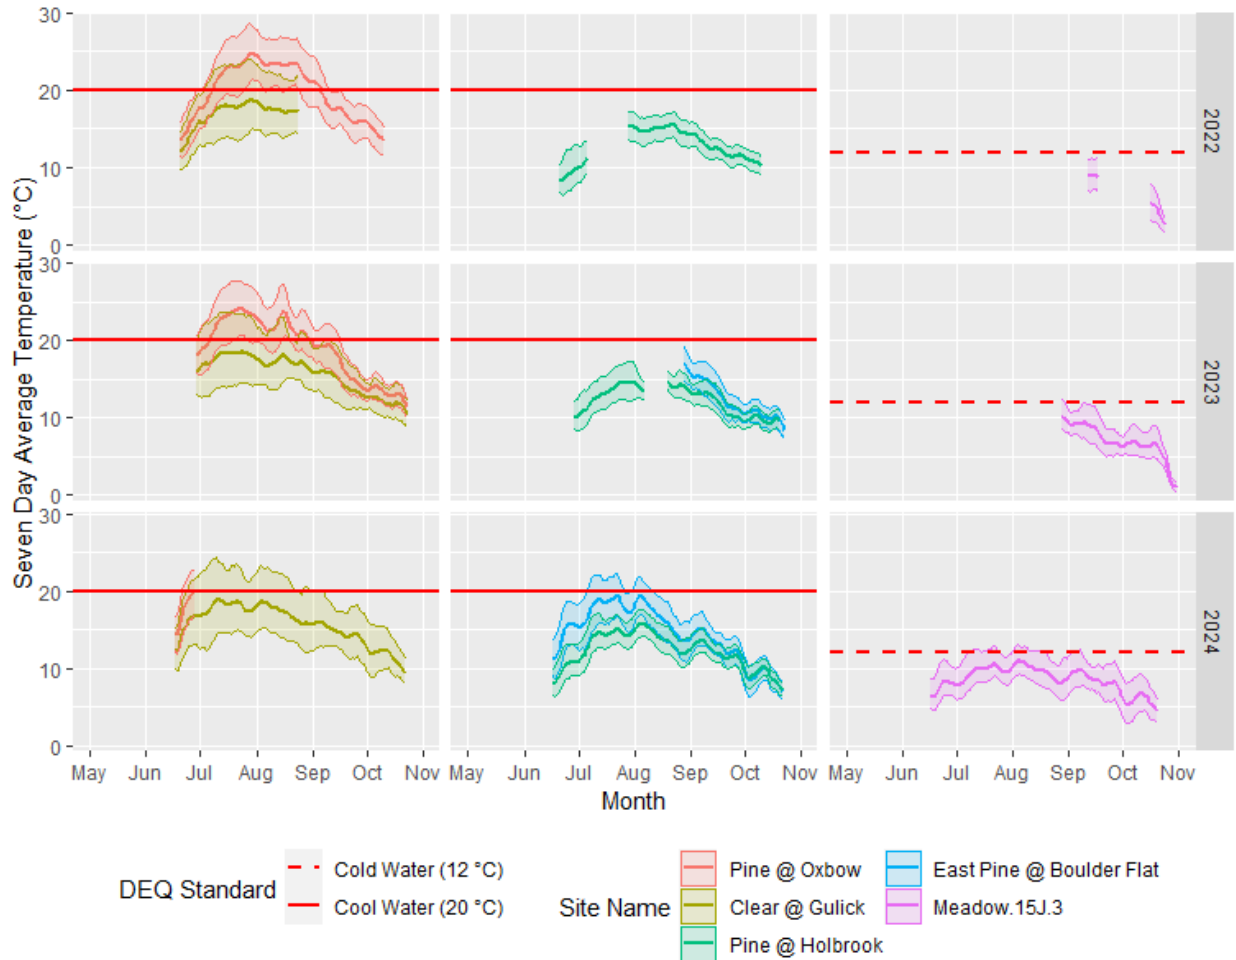 30
20
10
0
2022
30
20
10
0
2023
30
20
10
0
2024
Seven Day Average Temperature (°C)
May Jun Jul Aug Sep Oct Nov May Jun Jul Aug Sep Oct Nov May Jun Jul Aug Sep Oct Nov
Month
DEQ Standard
Cold Water (12 °C)
Cool Water (20 °C)
Site Name
Pine @ Oxbow
Clear @ Gulick
Pine @ Holbrook
East Pine @ Boulder Flat
Meadow.15J.3